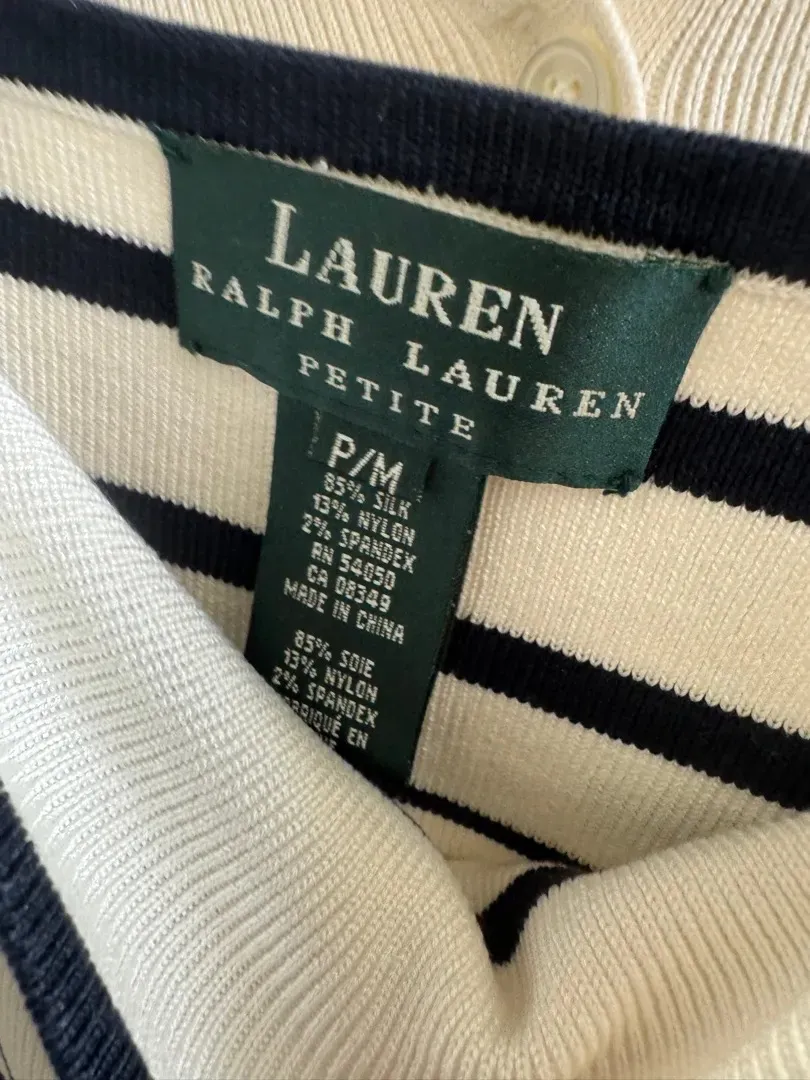 LAUREN
RALPH LAUREN
PETITE
P/M
85% SILK
13% NYLON
2% SPANDEX
RN 54050
CA 08349
MADE IN CHINA
85% SOIE
13% NYLON
2% SPANDEX
EN